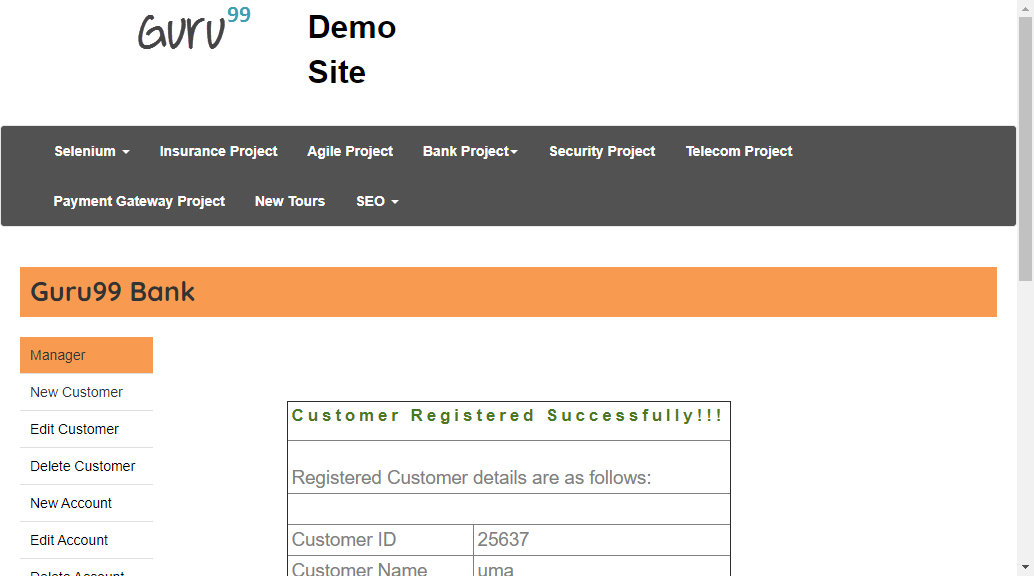 Guru99
Demo
Site
Selenium Insurance Project Agile Project Bank Project Security Project Telecom Project
Payment Gateway Project New Tours SEO
Guru99 Bank
Manager
New Customer
Edit Customer
Delete Customer
New Account
Edit Account
Delete Account
Customer Registered Successfully!!!
Registered Customer details are as follows:
Customer ID 25637
Customer Name uma